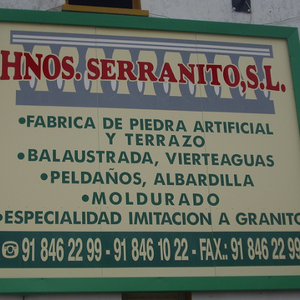 HNOS. SERRANITO, S.L.
•FABRICA DE PIEDRA ARTIFICIAL
Y TERRAZO
•BALAUSTRADA, VIERTEAGUAS
•PELDAÑOS, ALBARDILLA
•MOLDURADO
•ESPECIALIDAD IMITACION A GRANITO
91 846 22 99 - 91 846 10 22 - FAX.: 91 846 22 99